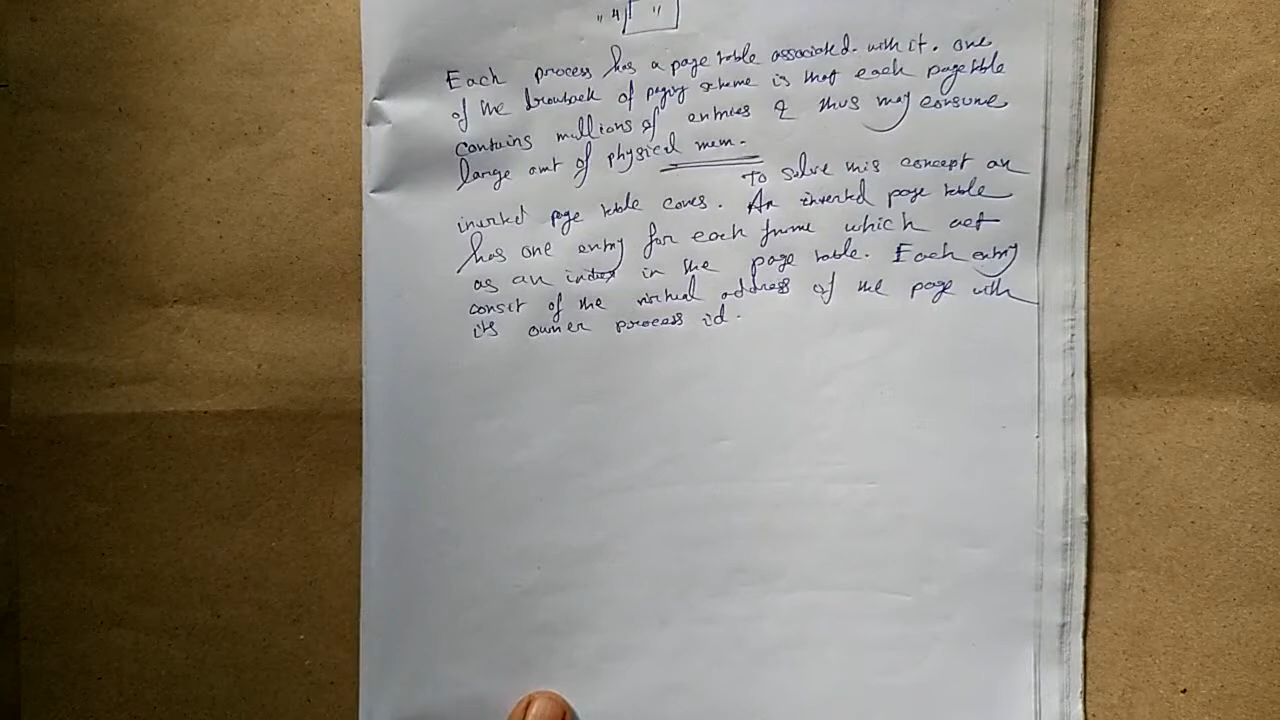 " 4 "
Each process has a page table associated with it. one
of the drawback of paging scheme is that each page table
contains millions of entries & thus may consume
large amt of physical mem.
To solve this concept an
inverted page table comes. An inverted page table
has one entry for each frame which act
as an index in the page table. Each entry
consit of the virtual address of the page with
its owner process id.